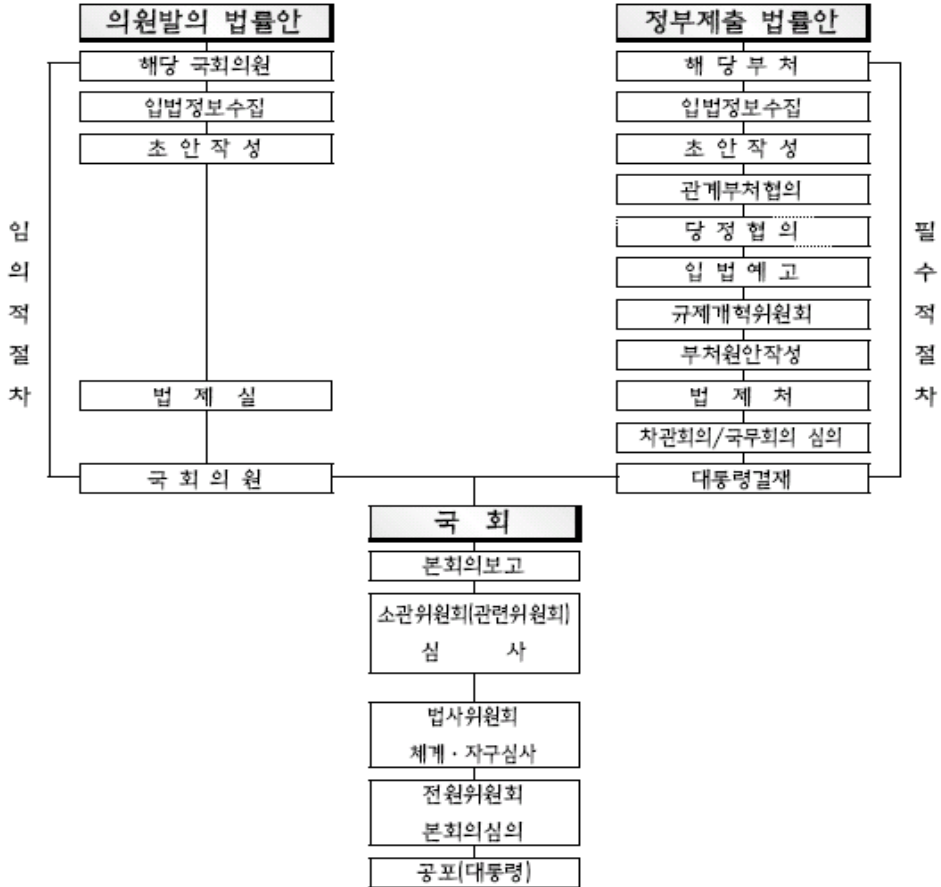 의원발의 법률안
해당 국회의원
입법정보수집
초 안 작 성
임
의
적
절
차
법 제 실
국 회 의 원
정부제출 법률안
해 당 부 처
입법정보수집
초 안 작 성
관계부처협의
당 정 협 의
입 법 예 고
규제개혁위원회
부처원안작성
법 제 처
차관회의/국무회의 심의
대통령결재
필
수
적
절
차
국 회
본회의보고
소관위원회(관련위원회)
심 사
법사위원회
체계 · 자구심사
전원위원회
본회의심의
공포(대통령)